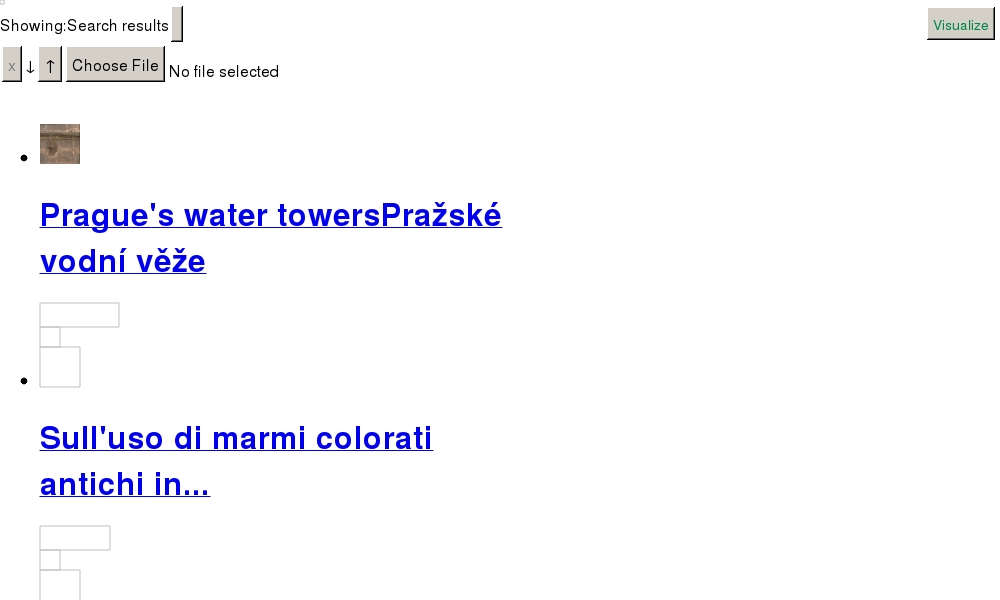 Showing:Search results
Visualize
x ↓ ↑ Choose File No file selected
Prague's water towersPražské
vodní věže
Sull'uso di marmi colorati
antichi in...